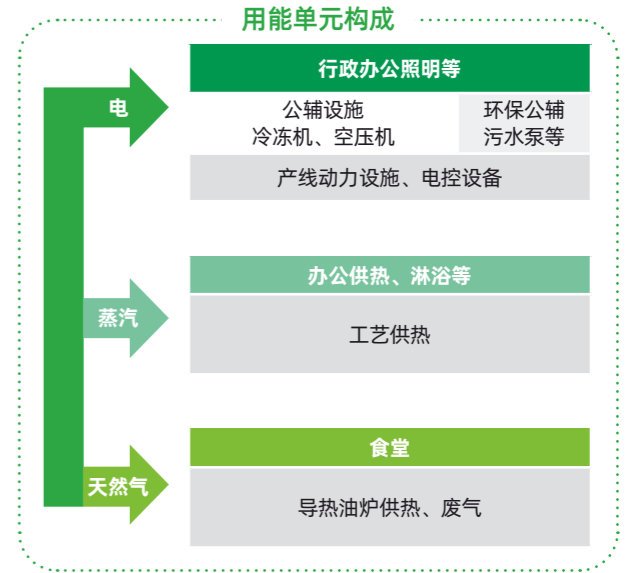 用能单元构成
电
行政办公照明等
公辅设施
冷冻机、空压机
环保公辅
污水泵等
产线动力设施、电控设备
蒸汽
办公供热、淋浴等
工艺供热
天然气
食堂
导热油炉供热、废气